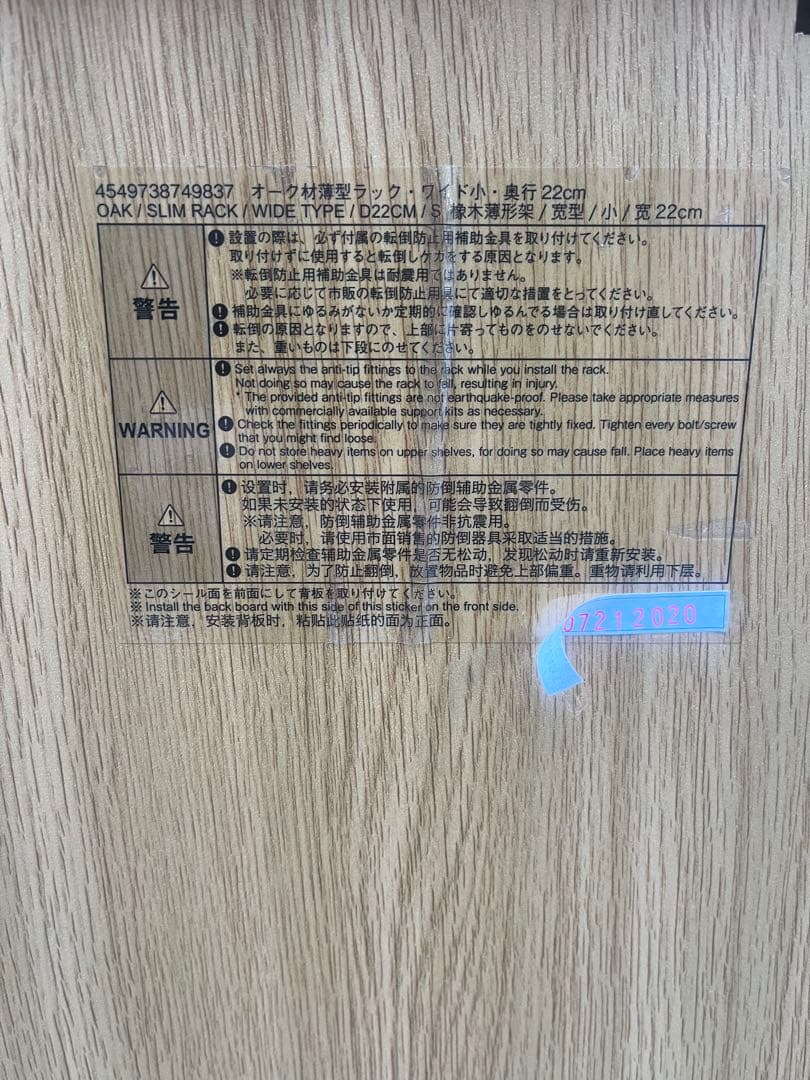 4549738749837 オーク材薄型ラック・ワイド小・奥行22cm
OAK / SLIM RACK / WIDE TYPE / D22CM / S 橡木薄形架 / 宽型 / 小 / 宽 22cm
警告
設置の際は、必ず付属の転倒防止用補助金具を取り付けてください。
取り付けずに使用すると転倒しケガをする原因となります。
※転倒防止用補助金具は耐震用ではありません。
必要に応じて市販の転倒防止用具にて適切な措置をとってください。
補助金具にゆるみがないか定期的に確認しゆるんでる場合は取り付け直してください。
転倒の原因となりますので、上部に片寄ってものをのせないでください。
また、重いものは下段にのせてください。
WARNING
Set always the anti-tip fittings to the rack while you install the rack.
Not doing so may cause the rack to fall, resulting in injury.
* The provided anti-tip fittings are not earthquake-proof. Please take appropriate measures
with commercially available support kits as necessary.
Check the fittings periodically to make sure they are tightly fixed. Tighten every bolt/screw
that you might find loose.
Do not store heavy items on upper shelves, for doing so may cause fall. Place heavy items
on lower shelves.
警告
设置时，请务必安装附属的防倒辅助金属零件。
如果未安装的状态下使用，可能会导致翻倒而受伤。
※请注意，防倒辅助金属零件非抗震用。
必要时，请使用市面销售的防倒器具采取适当的措施。
请定期检查辅助金属零件是否无松动，发现松动时请重新安装。
请注意，为了防止翻倒，放置物品时避免上部偏重。重物请利用下层。
※このシール面を前面にして背板を取り付けてください。
※ Install the back board with this side of this sticker on the front side.
※请注意，安装背板时，粘贴此贴纸的面为正面。
07212020